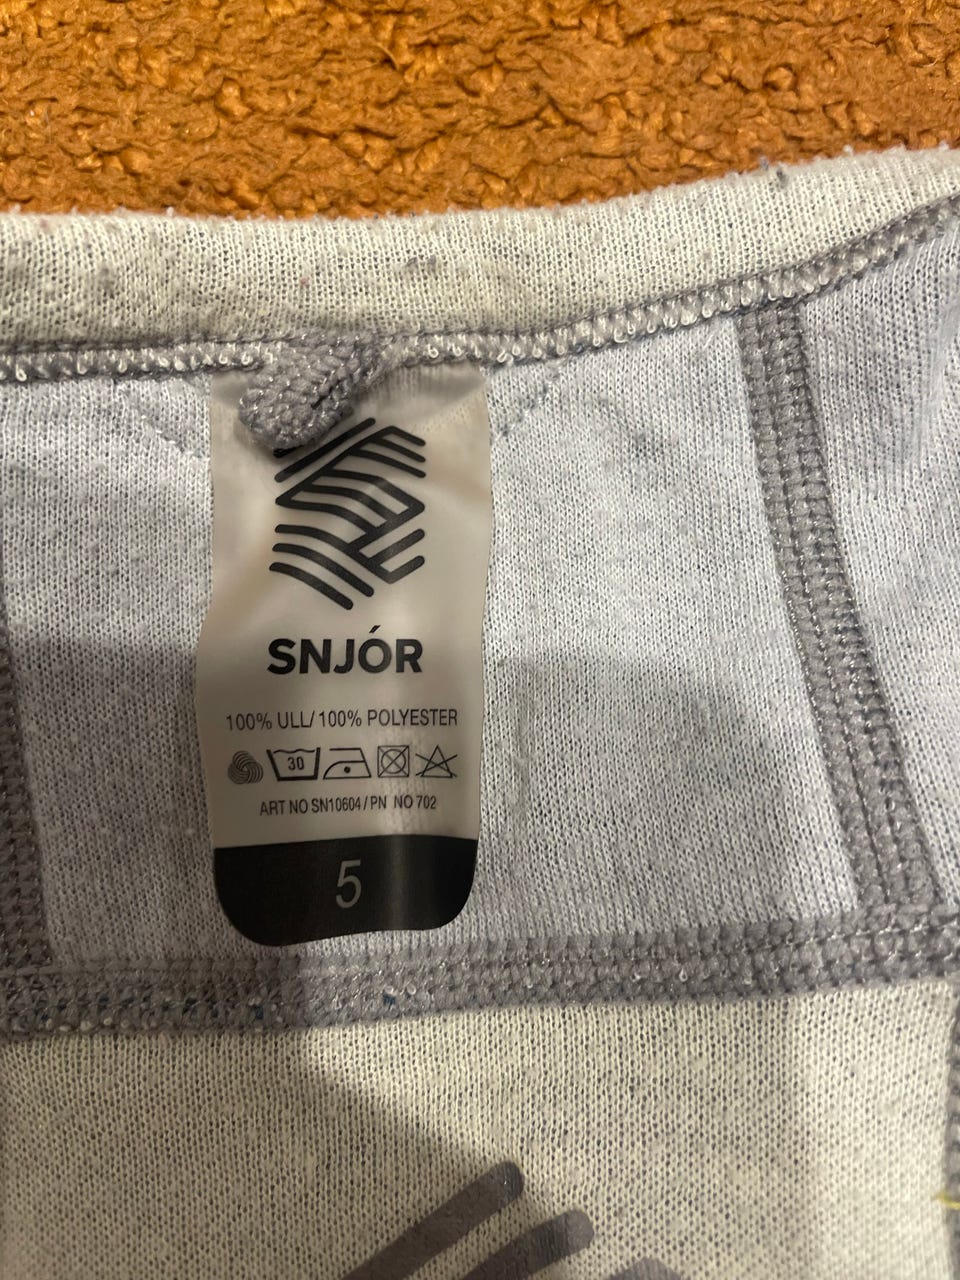 SNJÓR
100% ULL/100% POLYESTER
30
ART NO SN10604/PN NO 702
5